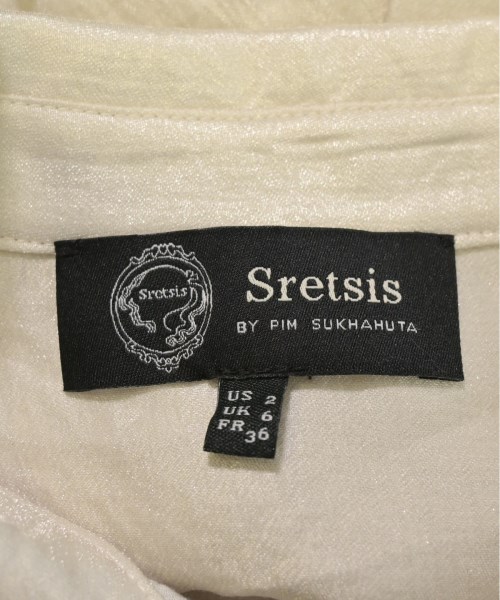 Sretsis
Sretsis
BY PIM SUKHAHUTA
US 2
UK 6
FR 36